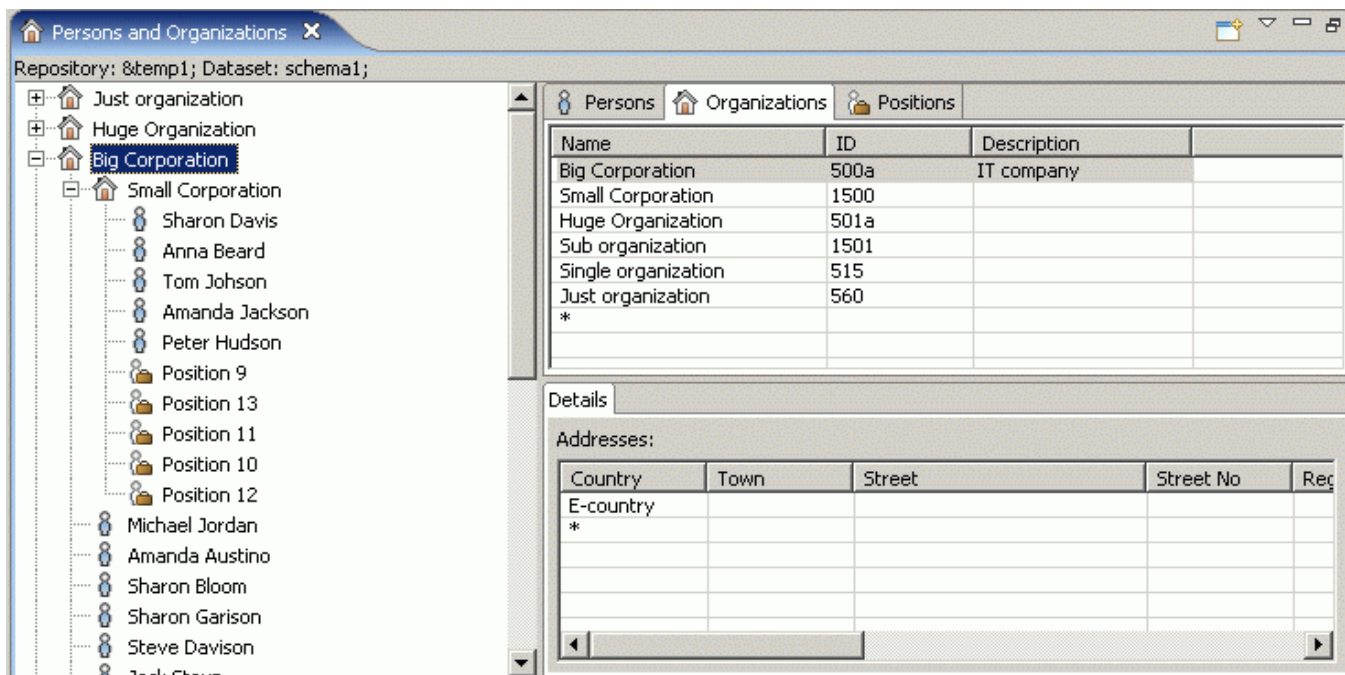 Persons and Organizations
Repository: &temp1; Dataset: schema1;
Just organization
Huge Organization
Big Corporation
Small Corporation
Sharon Davis
Anna Beard
Tom Johson
Amanda Jackson
Peter Hudson
Position 9
Position 13
Position 11
Position 10
Position 12
Michael Jordan
Amanda Austino
Sharon Bloom
Sharon Garison
Steve Davison
Persons Organizations Positions
Name ID Description
Big Corporation 500a IT company
Small Corporation 1500
Huge Organization 501a
Sub organization 1501
Single organization 515
Just organization 560
*
Details
Addresses:
Country Town Street Street No
E-country
*